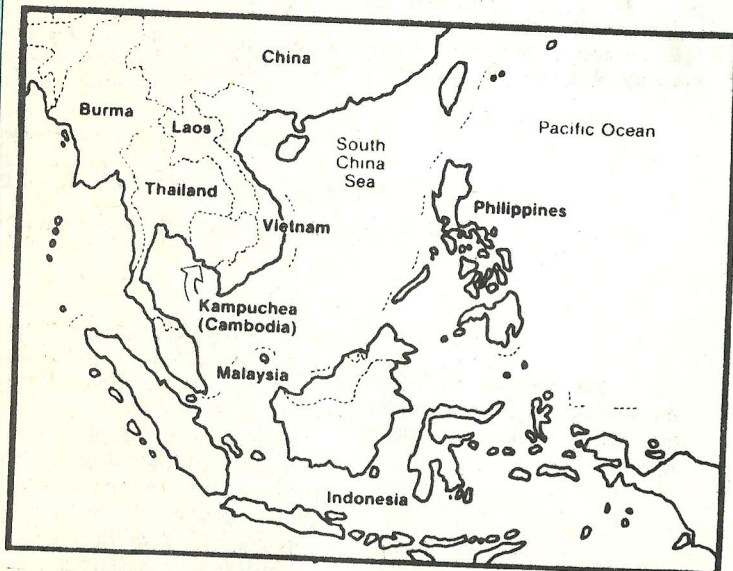 China
Burma
Laos
South
China
Sea
Pacific Ocean
Thailand
Vietnam
Philippines
Kampuchea
(Cambodia)
Malaysia
Indonesia